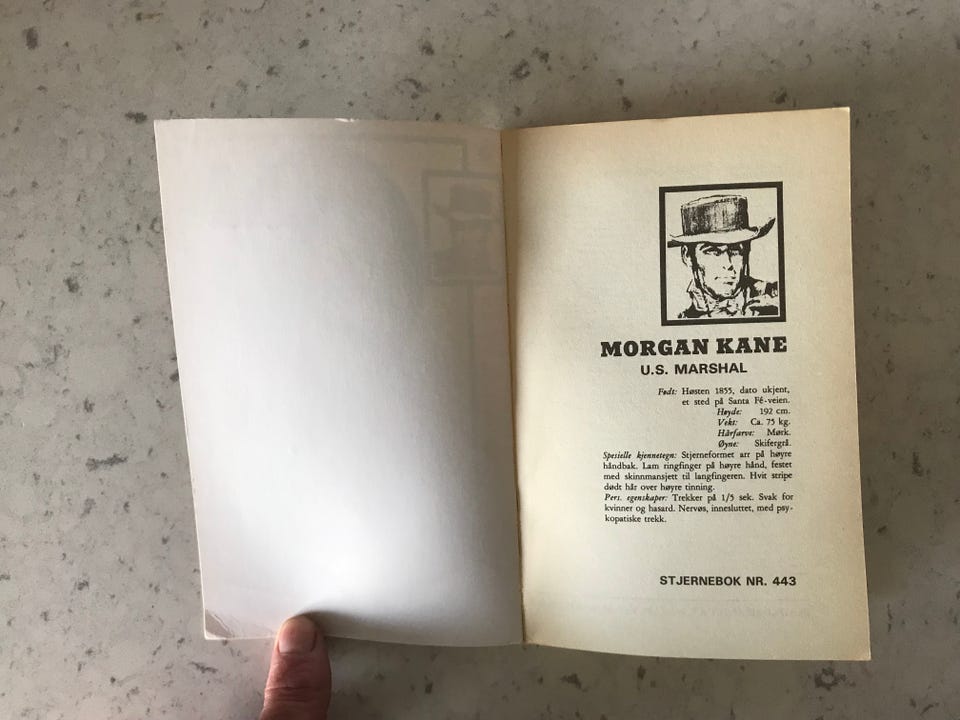 MORGAN KANE
U.S. MARSHAL
Født: Høsten 1855, dato ukjent,
et sted på Santa Fé-veien.
Høyde: 192 cm.
Vekt: Ca. 75 kg.
Hårfarve: Mørk.
Øyne: Skifergrå.
Spesielle kjennetegn: Stjerneformet arr på høyre
håndbak. Lam ringfinger på høyre hånd, festet
med skinnmansjett til langfingeren. Hvit stripe
dødt hår over høyre tinning.
Pers. egenskaper: Trekker på 1/5 sek. Svak for
kvinner og hasard. Nervøs, innesluttet, med psy-
kopatiske trekk.
STJERNEBOK NR. 443